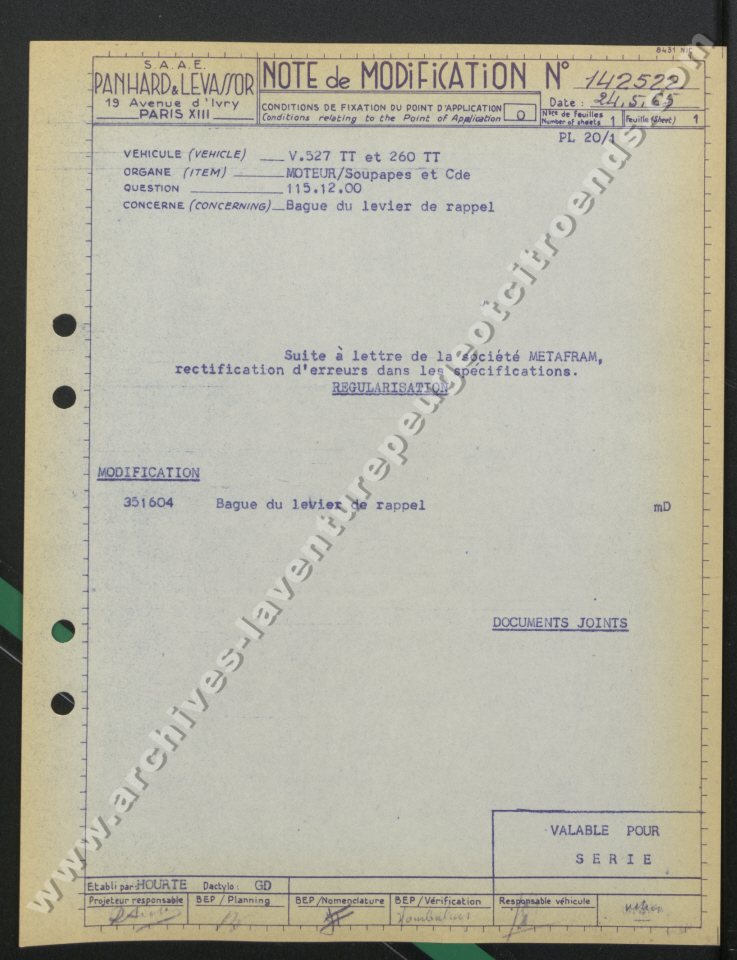 8431 NIC
S.A.A.E.
PANHARD & LEVASSOR
19 Avenue d'Ivry
PARIS XIII
NOTE de MODiFiCATiON N° 142522
CONDITIONS DE FIXATION DU POINT D'APPLICATION
Conditions relating to the Point of Application
0
Date : 24.5.65
Nbre de feuilles
Number of sheets 1
Feuille (Sheet) 1
PL 20/1
VEHICULE (VEHICLE) V.527 TT et 260 TT
ORGANE (ITEM) MOTEUR/Soupapes et Cde
QUESTION 115.12.00
CONCERNE (CONCERNING) Bague du levier de rappel
Suite à lettre de la société METAFRAM,
rectification d'erreurs dans les spécifications.
REGULARISATION
MODIFICATION
351604 Bague du levier de rappel mD
DOCUMENTS JOINTS
VALABLE POUR
SERIE
Etabli par: HOURTE Dactylo: GD
Projeteur responsable
BEP / Planning
BEP / Nomenclature
BEP / Vérification
Responsable véhicule
www.archives-laventurepeugeotcitroends.com